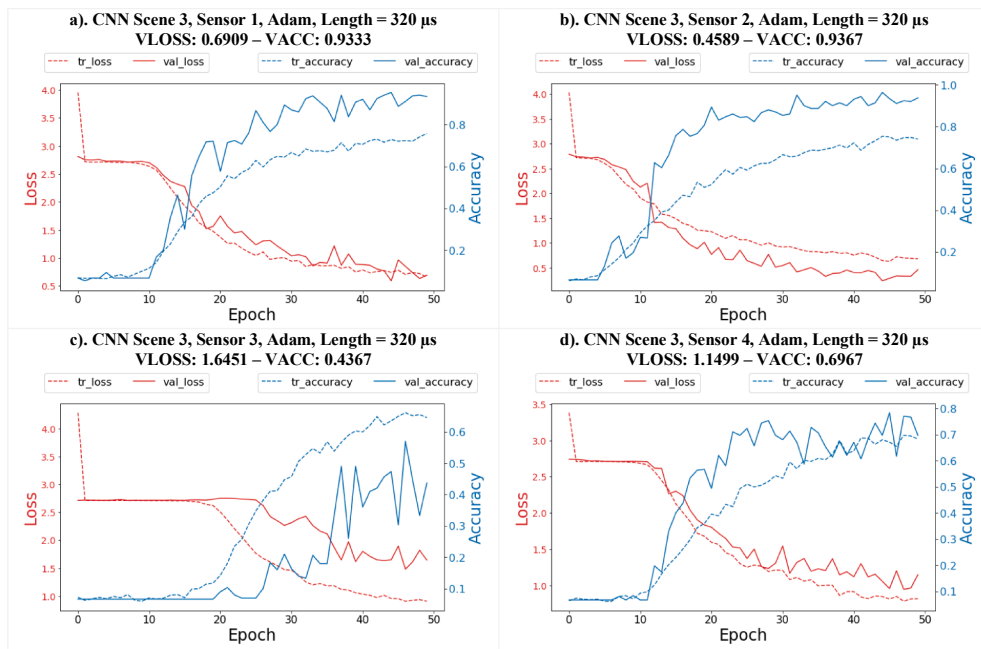 a). CNN Scene 3, Sensor 1, Adam, Length = 320 µs
VLOSS: 0.6909 – VACC: 0.9333
tr_loss val_loss tr_accuracy val_accuracy
4.0
3.5
3.0
2.5
2.0
1.5
1.0
0.5
Loss
0.8
0.6
0.4
0.2
Accuracy
0 10 20 30 40 50
Epoch
b). CNN Scene 3, Sensor 2, Adam, Length = 320 µs
VLOSS: 0.4589 – VACC: 0.9367
tr_loss val_loss tr_accuracy val_accuracy
4.0
3.5
3.0
2.5
2.0
1.5
1.0
0.5
Loss
1.0
0.8
0.6
0.4
0.2
Accuracy
0 10 20 30 40 50
Epoch
c). CNN Scene 3, Sensor 3, Adam, Length = 320 µs
VLOSS: 1.6451 – VACC: 0.4367
tr_loss val_loss tr_accuracy val_accuracy
4.0
3.5
3.0
2.5
2.0
1.5
1.0
Loss
0.6
0.5
0.4
0.3
0.2
0.1
Accuracy
0 10 20 30 40 50
Epoch
d). CNN Scene 3, Sensor 4, Adam, Length = 320 µs
VLOSS: 1.1499 – VACC: 0.6967
tr_loss val_loss tr_accuracy val_accuracy
3.5
3.0
2.5
2.0
1.5
1.0
Loss
0.8
0.7
0.6
0.5
0.4
0.3
0.2
0.1
Accuracy
0 10 20 30 40 50
Epoch